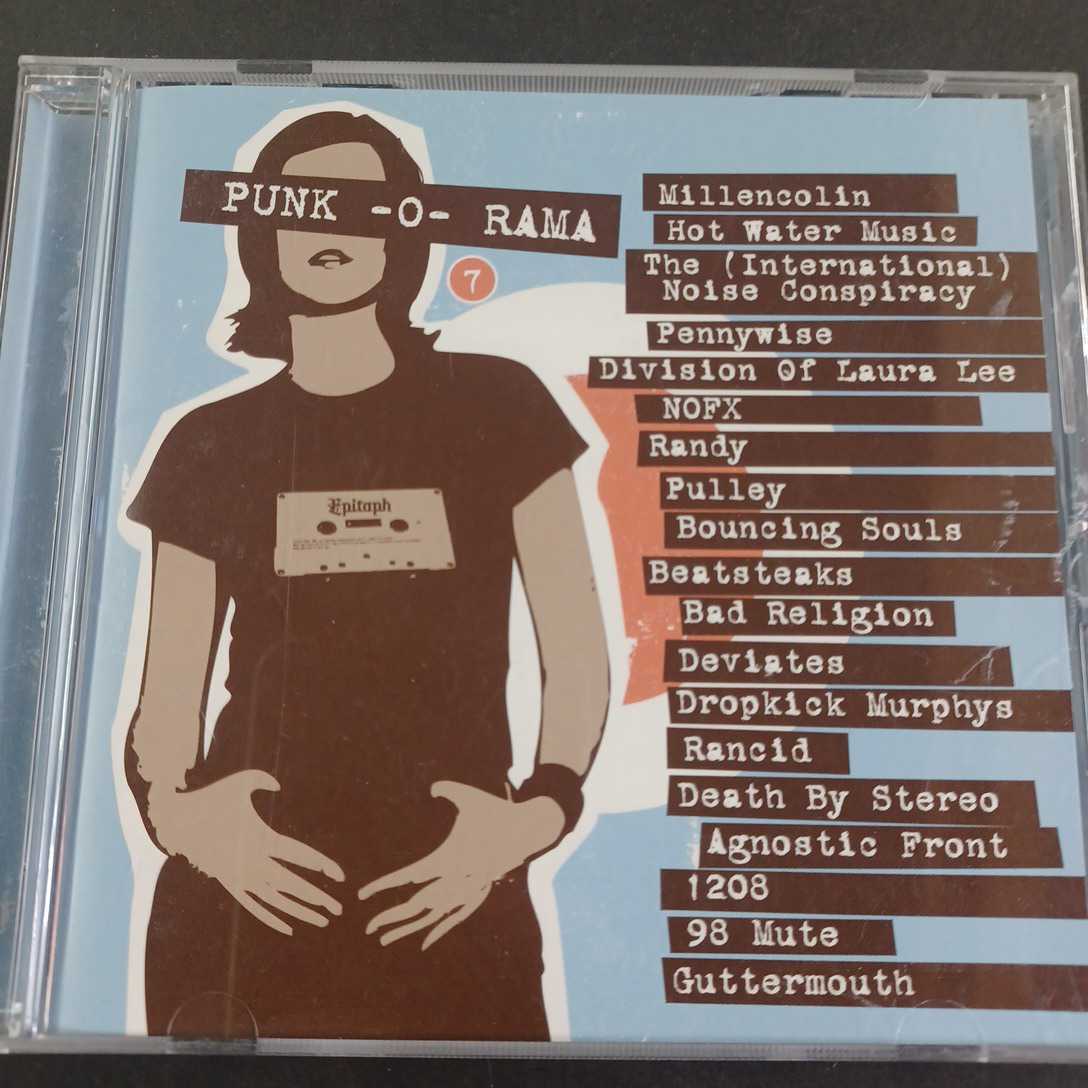 PUNK -O- RAMA
7
Epitaph
Millencolin
Hot Water Music
The (International)
Noise Conspiracy
Pennywise
Division Of Laura Lee
NOFX
Randy
Pulley
Bouncing Souls
Beatsteaks
Bad Religion
Deviates
Dropkick Murphys
Rancid
Death By Stereo
Agnostic Front
1208
98 Mute
Guttermouth